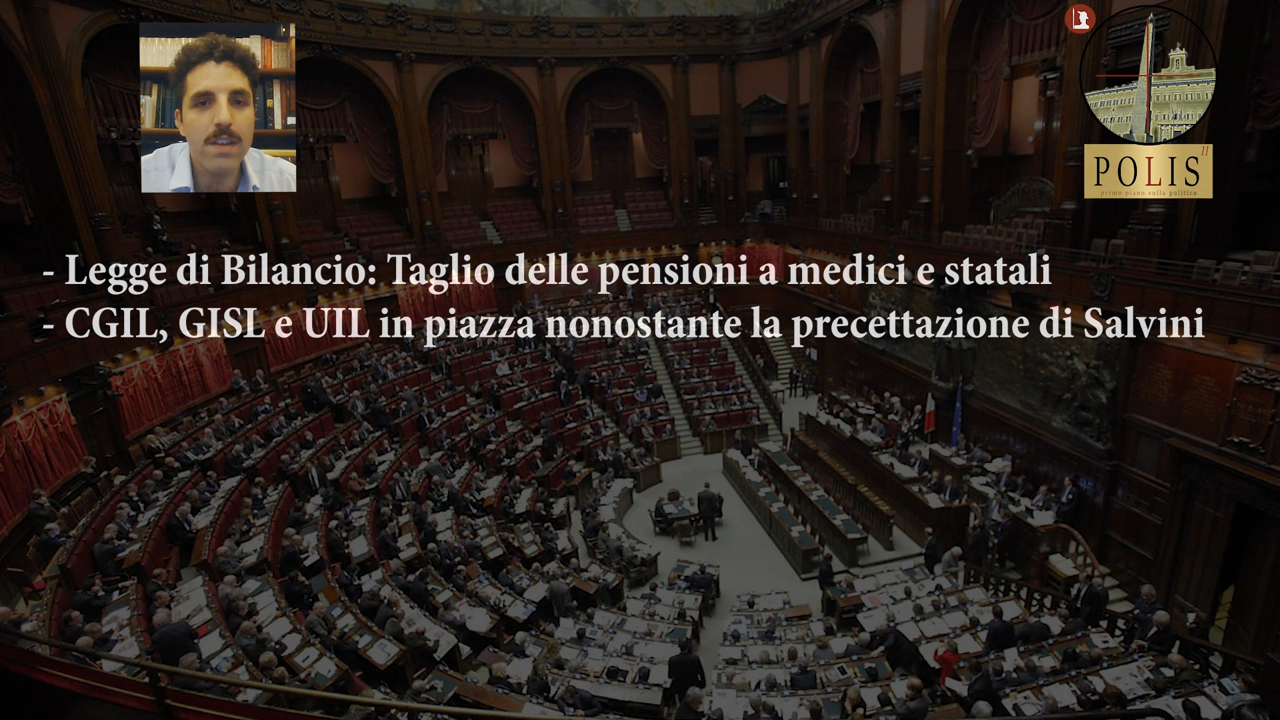 POLIS II
primo piano sulla politica
- Legge di Bilancio: Taglio delle pensioni a medici e statali
- CGIL, GISL e UIL in piazza nonostante la precettazione di Salvini